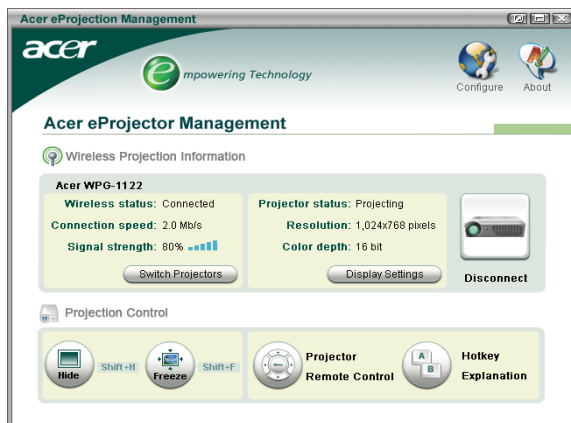 Acer eProjection Management
acer
e mpowering Technology
Configure
About
Acer eProjector Management
Wireless Projection Information
Acer WPG-1122
Wireless status: Connected
Connection speed: 2.0 Mb/s
Signal strength: 80%
Switch Projectors
Projector status: Projecting
Resolution: 1,024x768 pixels
Color depth: 16 bit
Display Settings
Disconnect
Projection Control
Hide
Shift+H
Freeze
Shift+F
Menu
Projector
Remote Control
A
B
Hotkey
Explanation